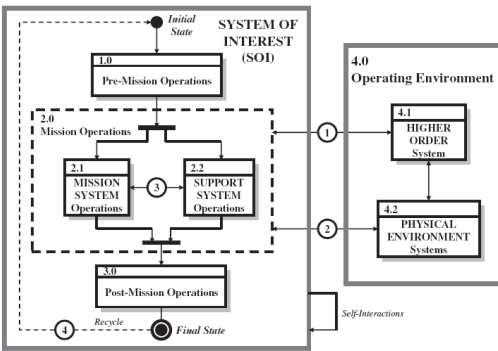 Initial
State
SYSTEM OF
INTEREST
(SOI)
1.0
Pre-Mission Operations
2.0
Mission Operations
2.1
MISSION
SYSTEM
Operations
3
2.2
SUPPORT
SYSTEM
Operations
3.0
Post-Mission Operations
Recycle
4
Final State
1
2
Self-Interactions
4.0
Operating Environment
4.1
HIGHER
ORDER
System
4.2
PHYSICAL
ENVIRONMENT
Systems